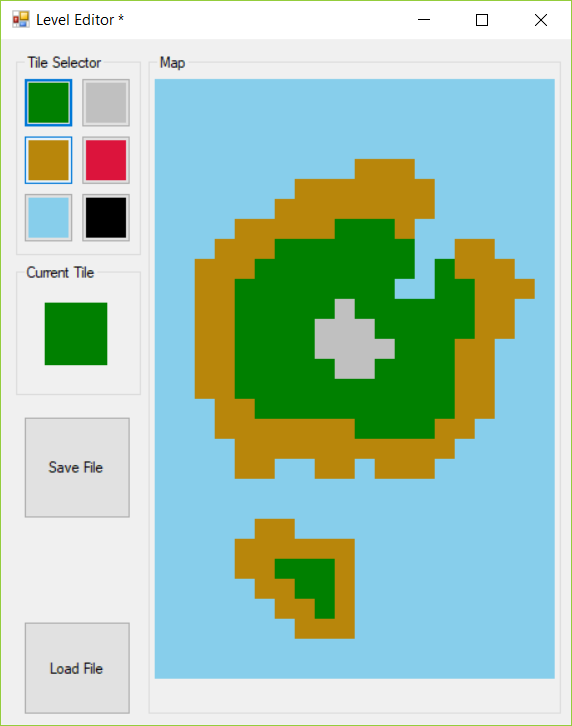 Level Editor *
Tile Selector
Map
Current Tile
Save File
Load File